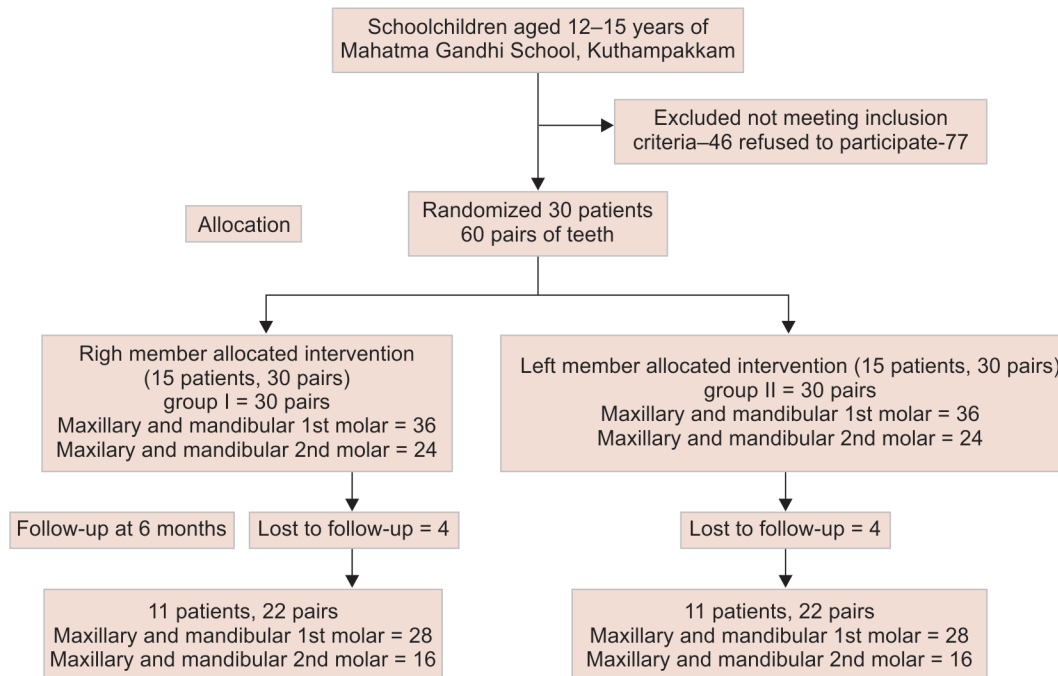 Schoolchildren aged 12–15 years of
Mahatma Gandhi School, Kuthampakkam
Excluded not meeting inclusion
criteria–46 refused to participate-77
Randomized 30 patients
60 pairs of teeth
Allocation
Righ member allocated intervention
(15 patients, 30 pairs)
group I = 30 pairs
Maxillary and mandibular 1st molar = 36
Maxilary and mandibular 2nd molar = 24
Left member allocated intervention (15 patients, 30 pairs)
group II = 30 pairs
Maxillary and mandibular 1st molar = 36
Maxillary and mandibular 2nd molar = 24
Follow-up at 6 months
Lost to follow-up = 4
Lost to follow-up = 4
11 patients, 22 pairs
Maxillary and mandibular 1st molar = 28
Maxillary and mandibular 2nd molar = 16
11 patients, 22 pairs
Maxillary and mandibular 1st molar = 28
Maxillary and mandibular 2nd molar = 16